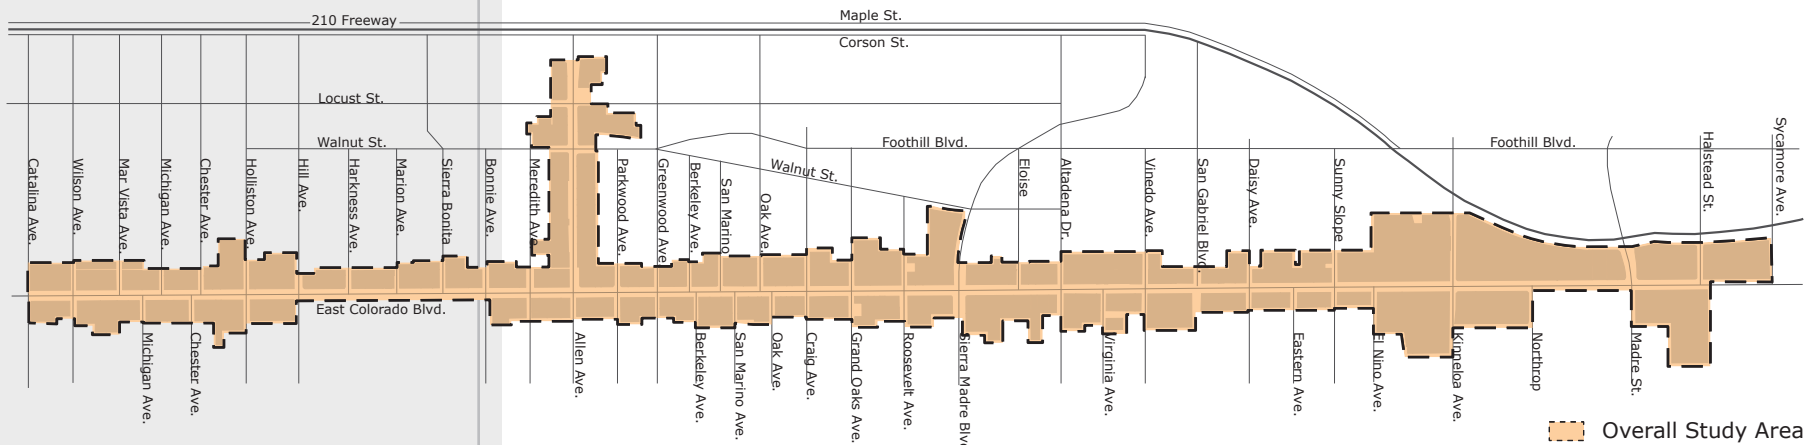 210 Freeway
Maple St.
Corson St.
Locust St.
Walnut St.
Foothill Blvd.
Foothill Blvd.
Walnut St.
Catalina Ave.
Wilson Ave.
Mar Vista Ave.
Michigan Ave.
Chester Ave.
Holliston Ave.
Hill Ave.
Harkness Ave.
Marion Ave.
Sierra Bonita
Bonnie Ave.
Meredith Ave.
Parkwood Ave.
Greenwood Ave.
Berkeley Ave.
San Marino
Oak Ave.
Eloise
Altadena Dr.
Vinedo Ave.
San Gabriel Blvd.
Daisy Ave.
Sunny Slope
Halstead St.
Sycamore Ave.
East Colorado Blvd.
Michigan Ave.
Chester Ave.
Allen Ave.
Berkeley Ave.
San Marino Ave.
Oak Ave.
Craig Ave.
Grand Oaks Ave.
Roosevelt Ave.
Sierra Madre Blv
Virginia Ave.
Eastern Ave.
El Nino Ave.
Kinneloa Ave.
Northrop
Madre St.
Overall Study Area